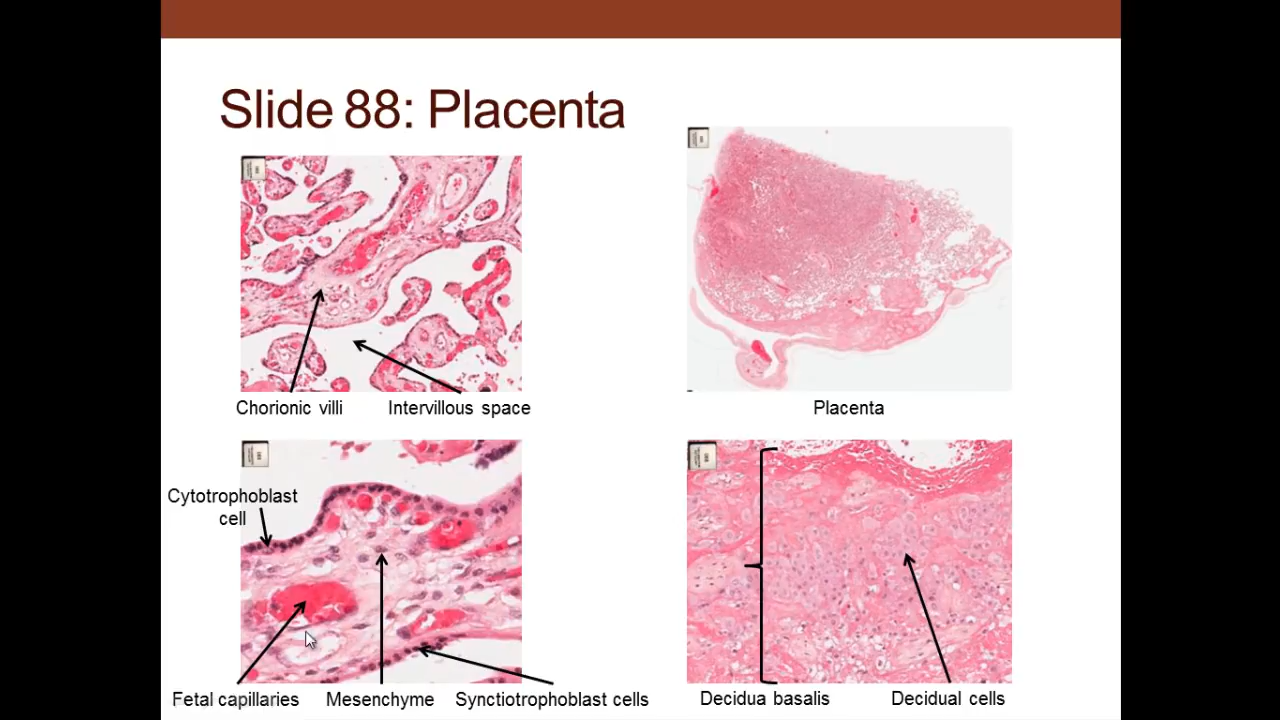 Slide 88: Placenta
Chorionic villi
Intervillous space
Placenta
Cytotrophoblast
cell
Fetal capillaries
Mesenchyme
Synctiotrophoblast cells
Decidua basalis
Decidual cells